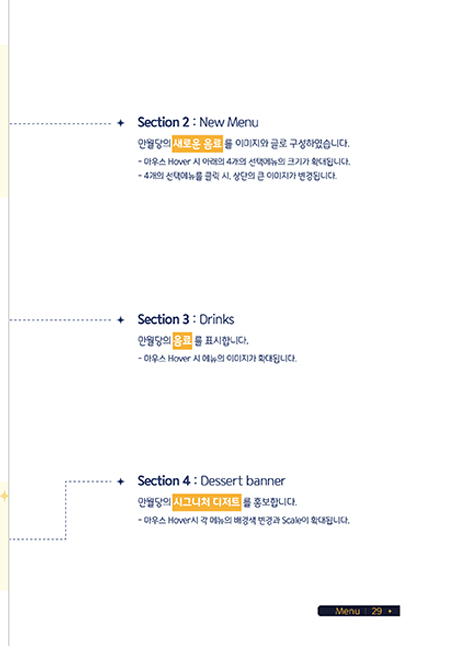 Section 2 : New Menu
만월당의 새로운 음료 를 이미지와 글로 구성하였습니다.
- 마우스 Hover 시 아래의 4개의 선택메뉴의 크기가 확대됩니다.
- 4개의 선택메뉴를 클릭 시, 상단의 큰 이미지가 변경됩니다.
Section 3 : Drinks
만월당의 음료 를 표시합니다.
- 마우스 Hover 시 메뉴의 이미지가 확대됩니다.
Section 4 : Dessert banner
만월당의 시그니처 디저트 를 홍보합니다.
- 마우스 Hover시 각 메뉴의 배경색 변경과 Scale이 확대됩니다.
Menu | 29